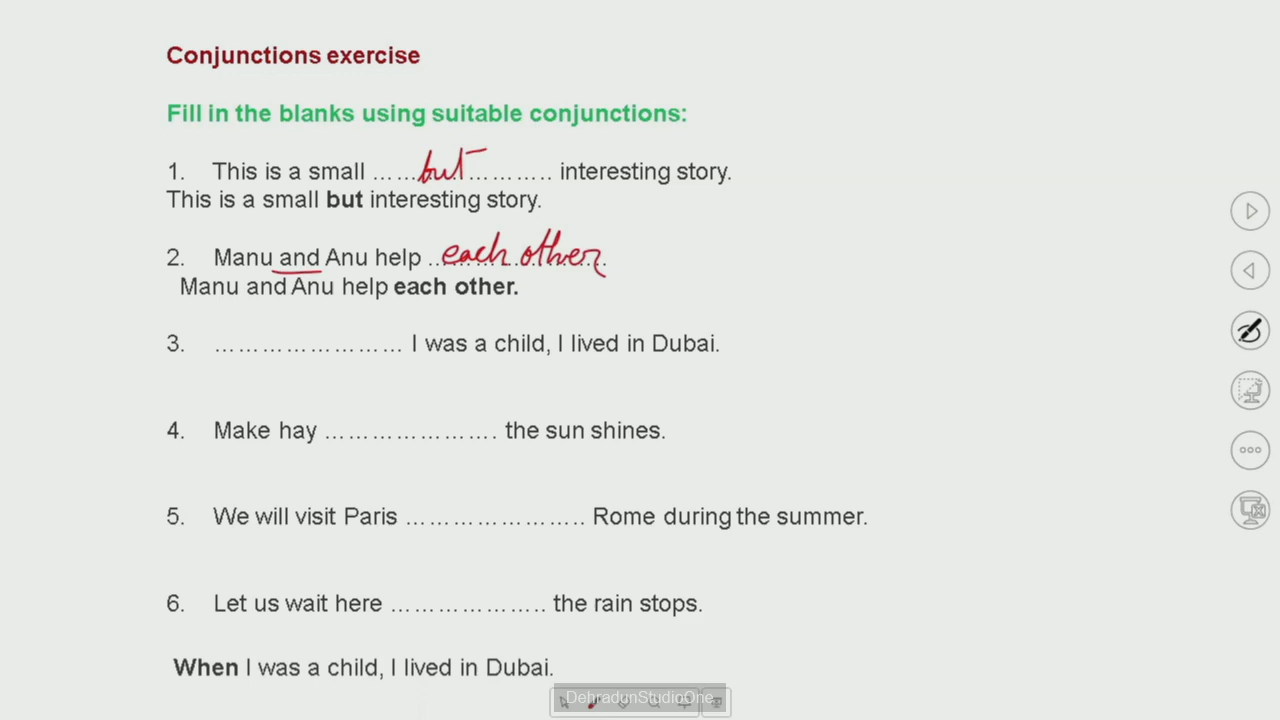 Conjunctions exercise
Fill in the blanks using suitable conjunctions:
1. This is a small ……but……….. interesting story.
This is a small but interesting story.
2. Manu and Anu help ..each other..
Manu and Anu help each other.
3. …………………… I was a child, I lived in Dubai.
4. Make hay …………………. the sun shines.
5. We will visit Paris ………………….. Rome during the summer.
6. Let us wait here ……………….. the rain stops.
When I was a child, I lived in Dubai.
DehradunStudioOne